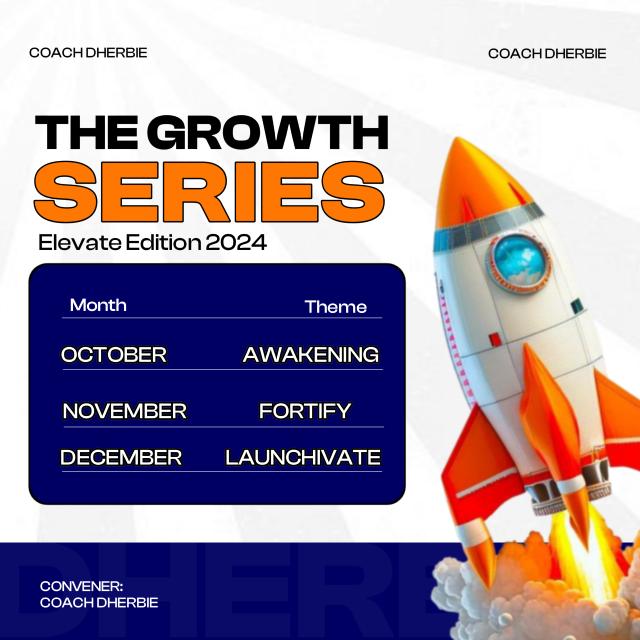 COACH DHERBIE
COACH DHERBIE
THE GROWTH
SERIES
Elevate Edition 2024
Month Theme
OCTOBER AWAKENING
NOVEMBER FORTIFY
DECEMBER LAUNCHIVATE
DHERB
CONVENER:
COACH DHERBIE